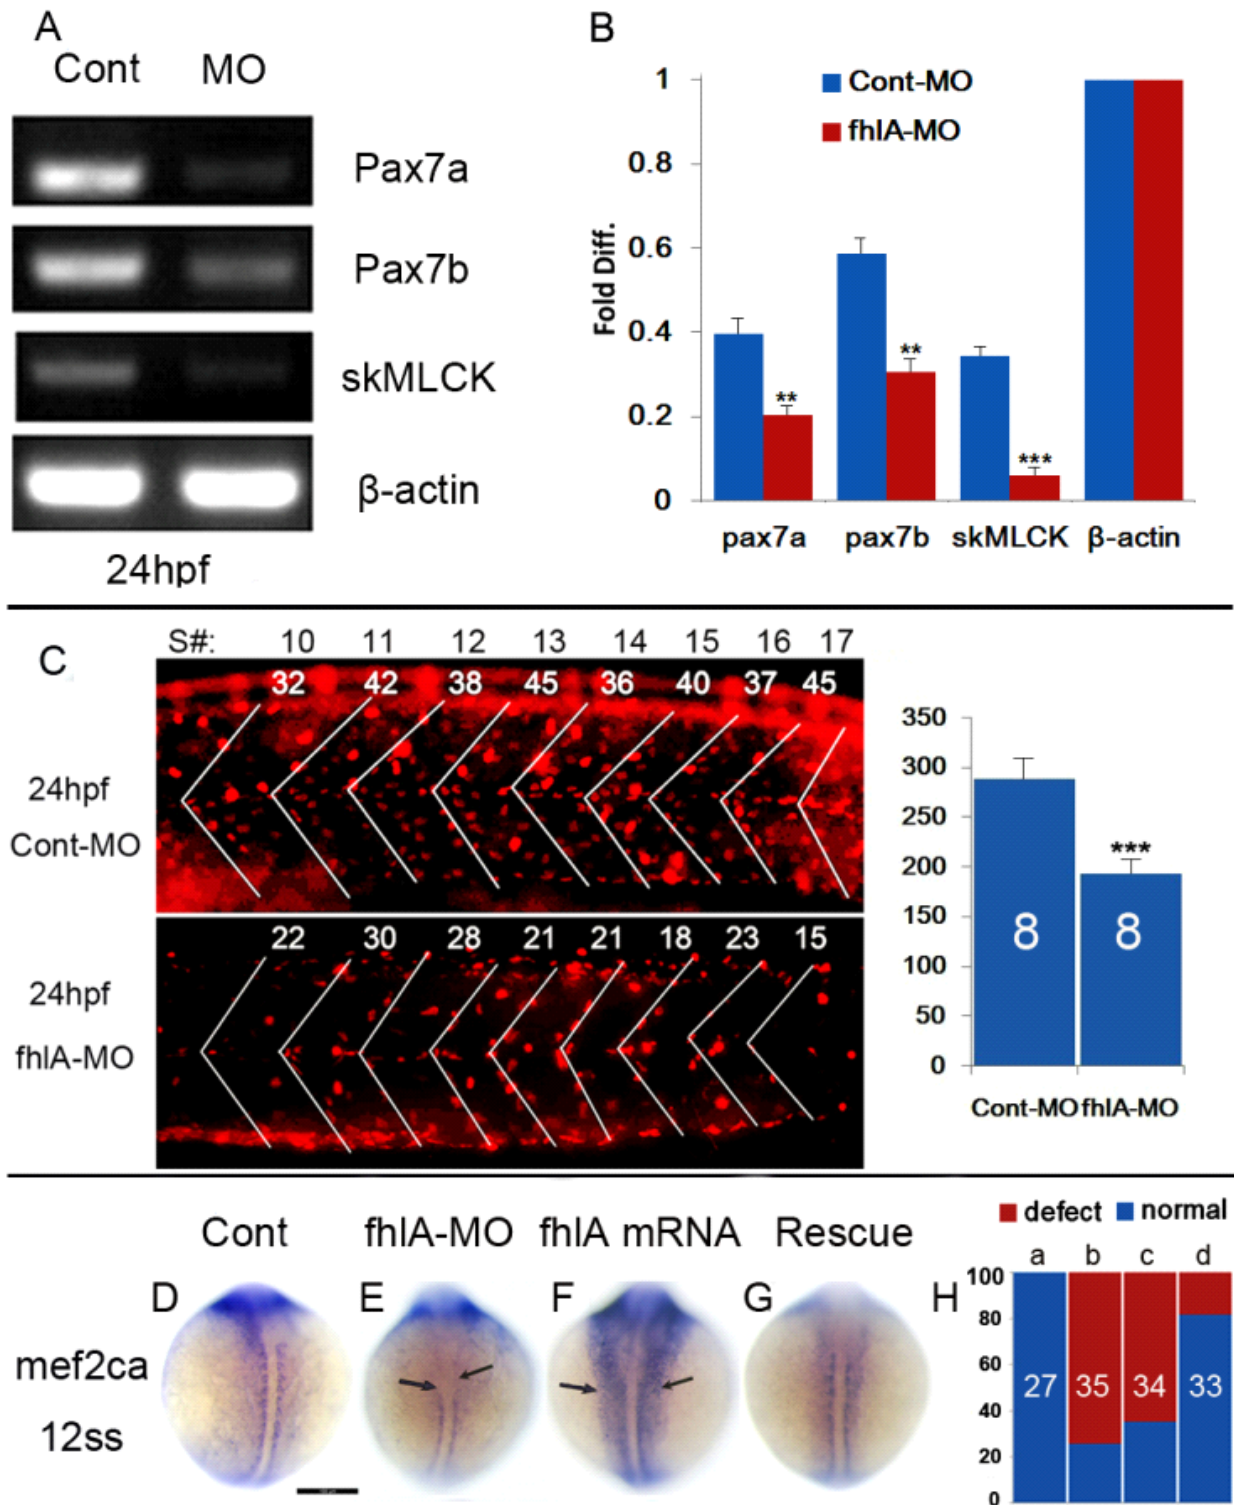 A
Cont MO
Pax7a
Pax7b
skMLCK
β-actin
24hpf
B
Cont-MO
fhlA-MO
Fold Diff.
1
0.8
0.6
0.4
0.2
0
**
**
***
pax7a pax7b skMLCK β-actin
C
S#: 10 11 12 13 14 15 16 17
32 42 38 45 36 40 37 45
24hpf
Cont-MO
22 30 28 21 21 18 23 15
24hpf
fhlA-MO
350
300
250
200
150
100
50
0
***
8 8
Cont-MO fhlA-MO
Cont fhlA-MO fhlA mRNA Rescue
D E F G H
mef2ca
12ss
defect normal
a b c d
100
80
60
40
20
0
27 35 34 33